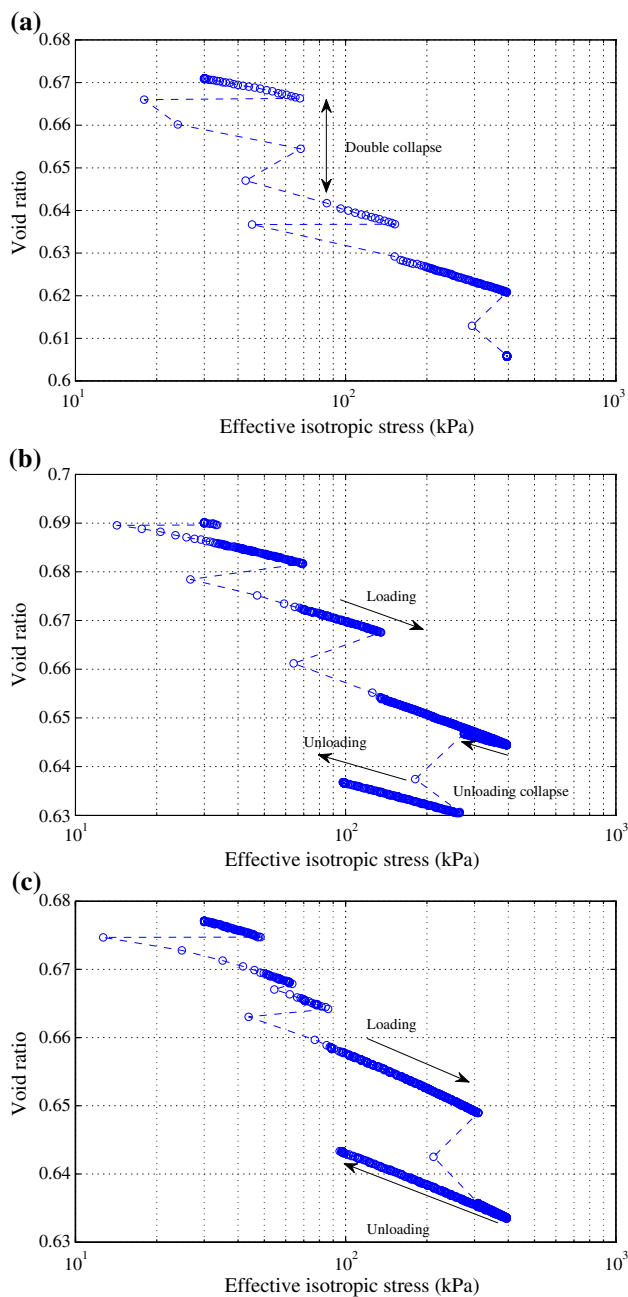 (a)
0.68
0.67
0.66
0.65
0.64
0.63
0.62
0.61
0.6
Void ratio
Double collapse
10^1
10^2
10^3
Effective isotropic stress (kPa)
(b)
0.7
0.69
0.68
0.67
0.66
0.65
0.64
0.63
Void ratio
Loading
Unloading
Unloading collapse
10^1
10^2
10^3
Effective isotropic stress (kPa)
(c)
0.68
0.67
0.66
0.65
0.64
0.63
Void ratio
Loading
Unloading
10^1
10^2
10^3
Effective isotropic stress (kPa)